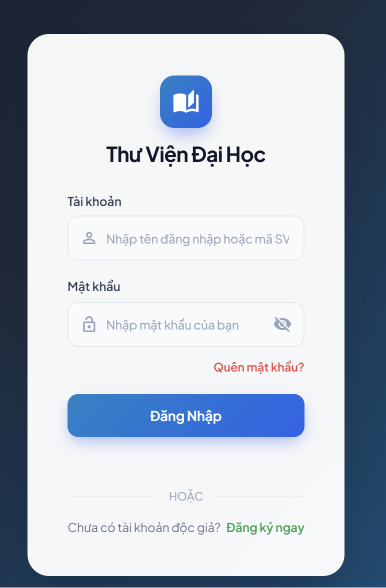 Thư Viện Đại Học
Tài khoản
Nhập tên đăng nhập hoặc mã SV
Mật khẩu
Nhập mật khẩu của bạn
Quên mật khẩu?
Đăng Nhập
HOẶC
Chưa có tài khoản độc giả? Đăng ký ngay